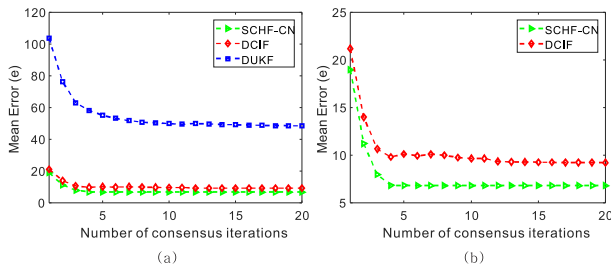 120
100
80
60
40
20
0
Mean Error (e)
SCHF-CN
DCIF
DUKF
5
10
15
20
Number of consensus iterations
(a)
25
20
15
10
5
Mean Error (e)
SCHF-CN
DCIF
5
10
15
20
Number of consensus iterations
(b)